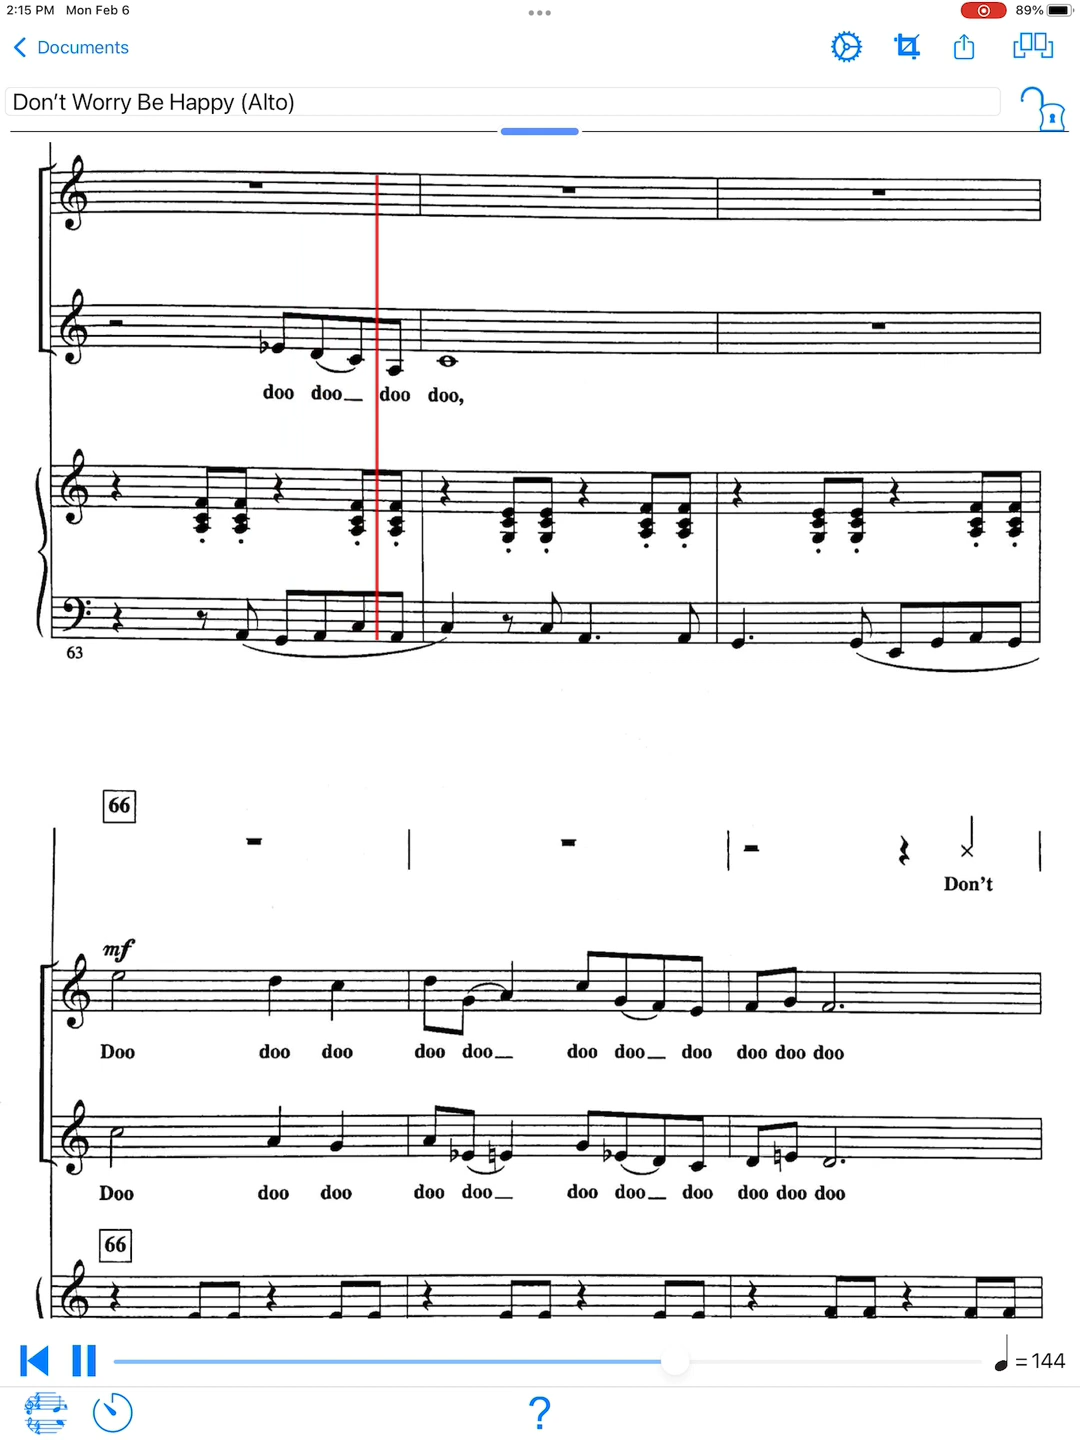 2:15 PM Mon Feb 6
89%
Documents
Don't Worry Be Happy (Alto)
doo doo doo doo doo,
63
66
Don't
mf
Doo doo doo doo doo doo doo doo doo doo doo
Doo doo doo doo doo doo doo doo doo doo doo
66
= 144
?